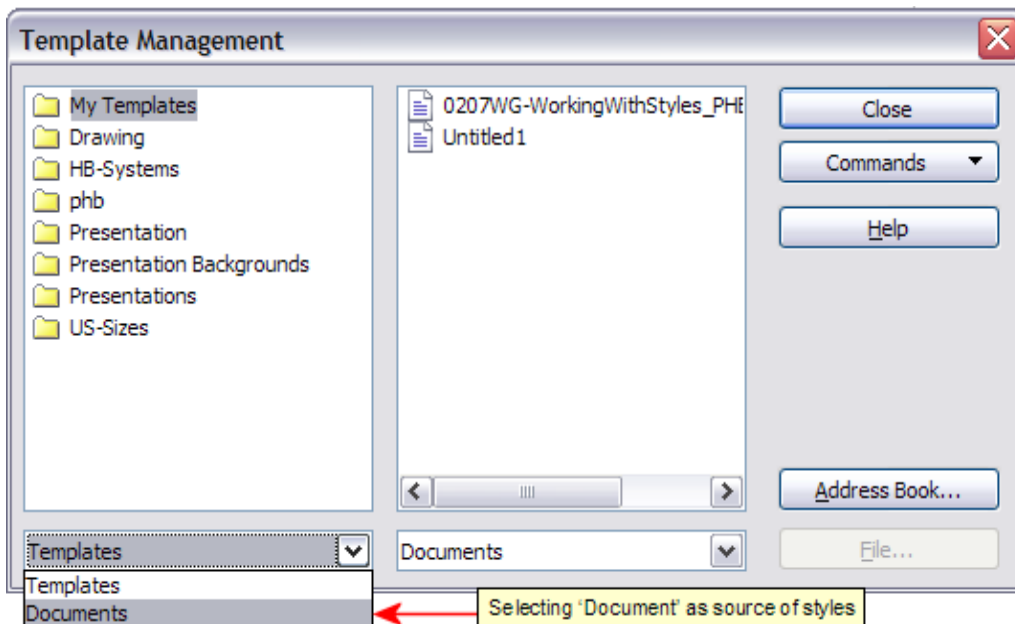 Template Management
My Templates
Drawing
HB-Systems
phb
Presentation
Presentation Backgrounds
Presentations
US-Sizes
0207WG-WorkingWithStyles_PHB
Untitled1
Close
Commands
Help
Address Book...
File...
Templates
Documents
Templates
Documents
Selecting ‘Document’ as source of styles